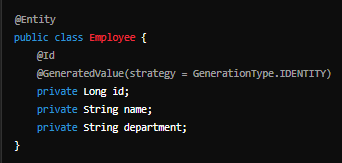 @Entity
public class Employee {
@Id
@GeneratedValue(strategy = GenerationType.IDENTITY)
private Long id;
private String name;
private String department;
}